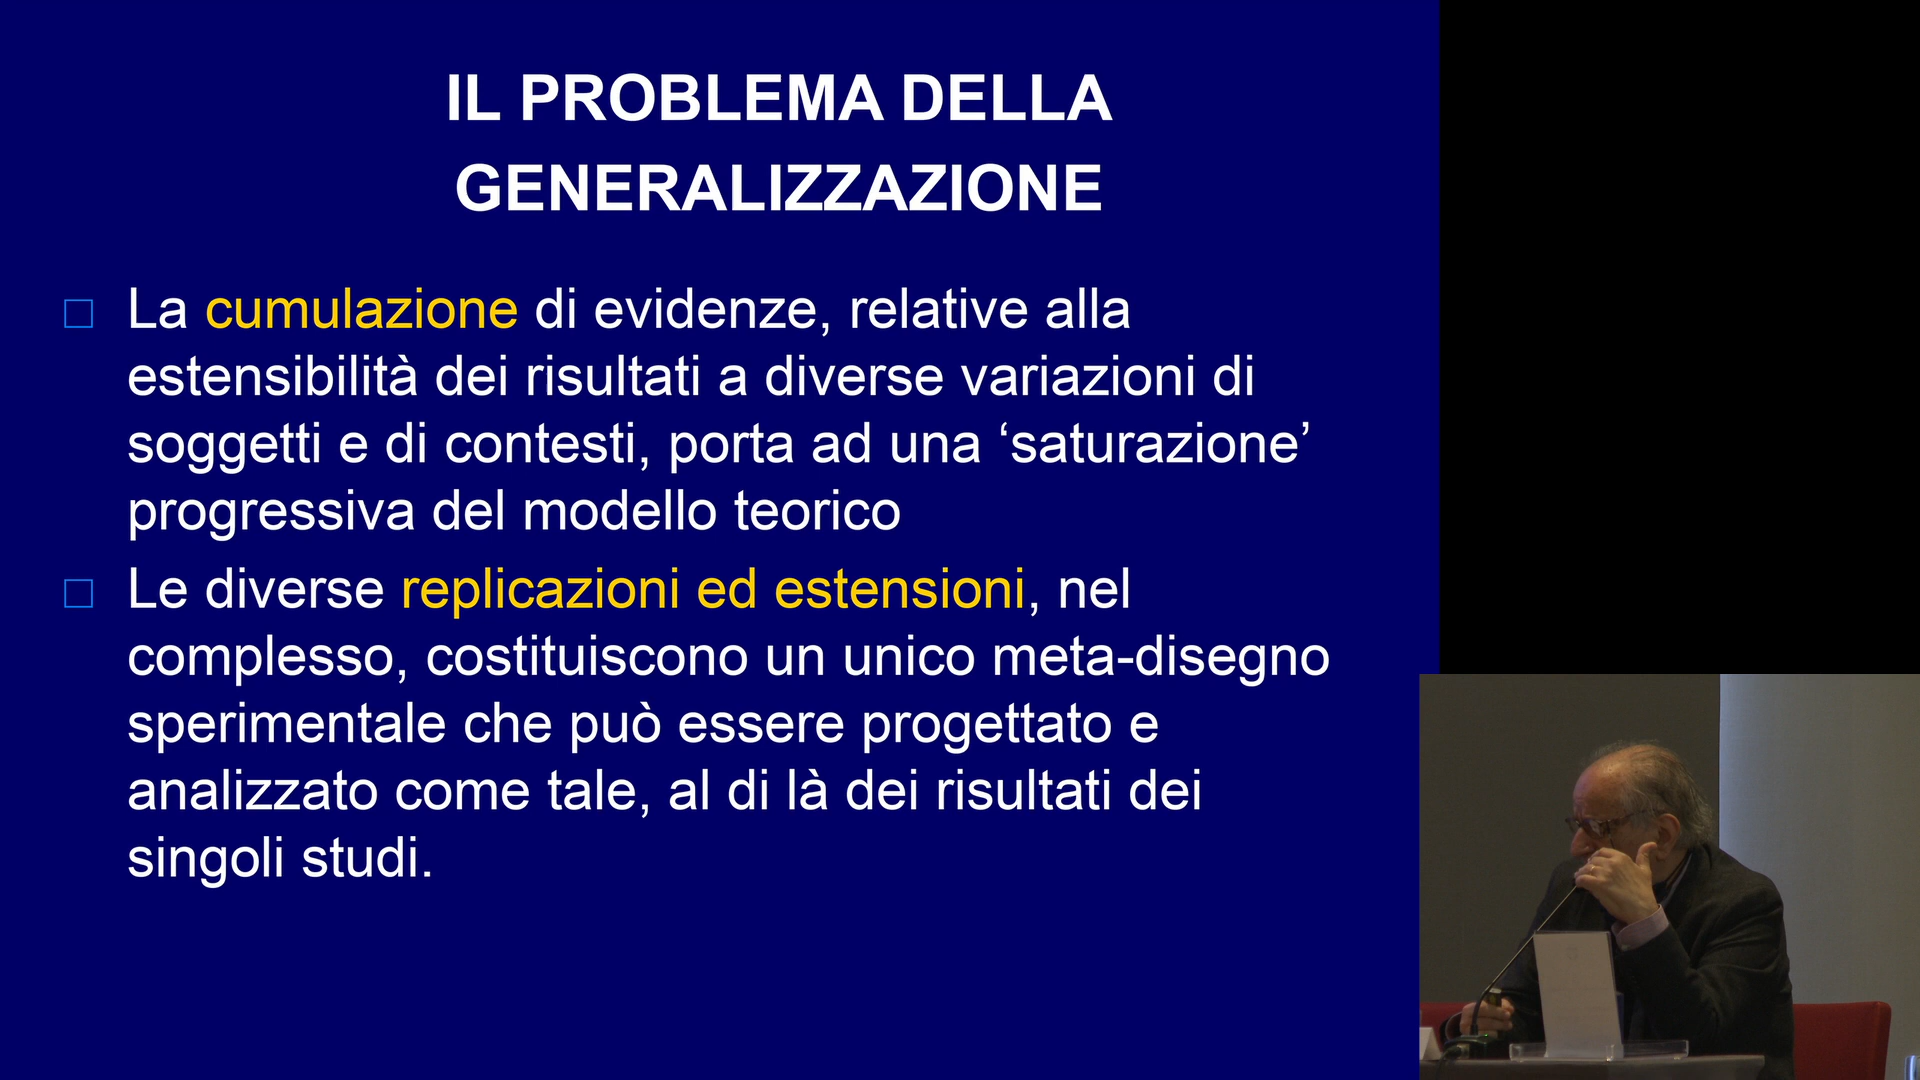 IL PROBLEMA DELLA
GENERALIZZAZIONE
La cumulazione di evidenze, relative alla
estensibilità dei risultati a diverse variazioni di
soggetti e di contesti, porta ad una ‘saturazione’
progressiva del modello teorico
Le diverse replicazioni ed estensioni, nel
complesso, costituiscono un unico meta-disegno
sperimentale che può essere progettato e
analizzato come tale, al di là dei risultati dei
singoli studi.